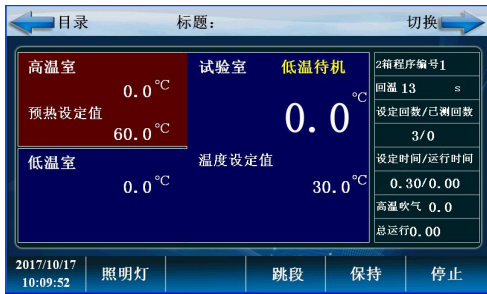 目录
标题：
切换
高温室
0.0℃
预热设定值
60.0℃
低温室
0.0℃
试验室 低温待机
0.0℃
温度设定值
30.0℃
2箱程序编号1
回温 13 s
设定回数/已测回数
3/0
设定时间/运行时间
0.30/0.00
高温吹气 0.0
总运行0.00
2017/10/17
10:09:52
照明灯
跳段
保持
停止